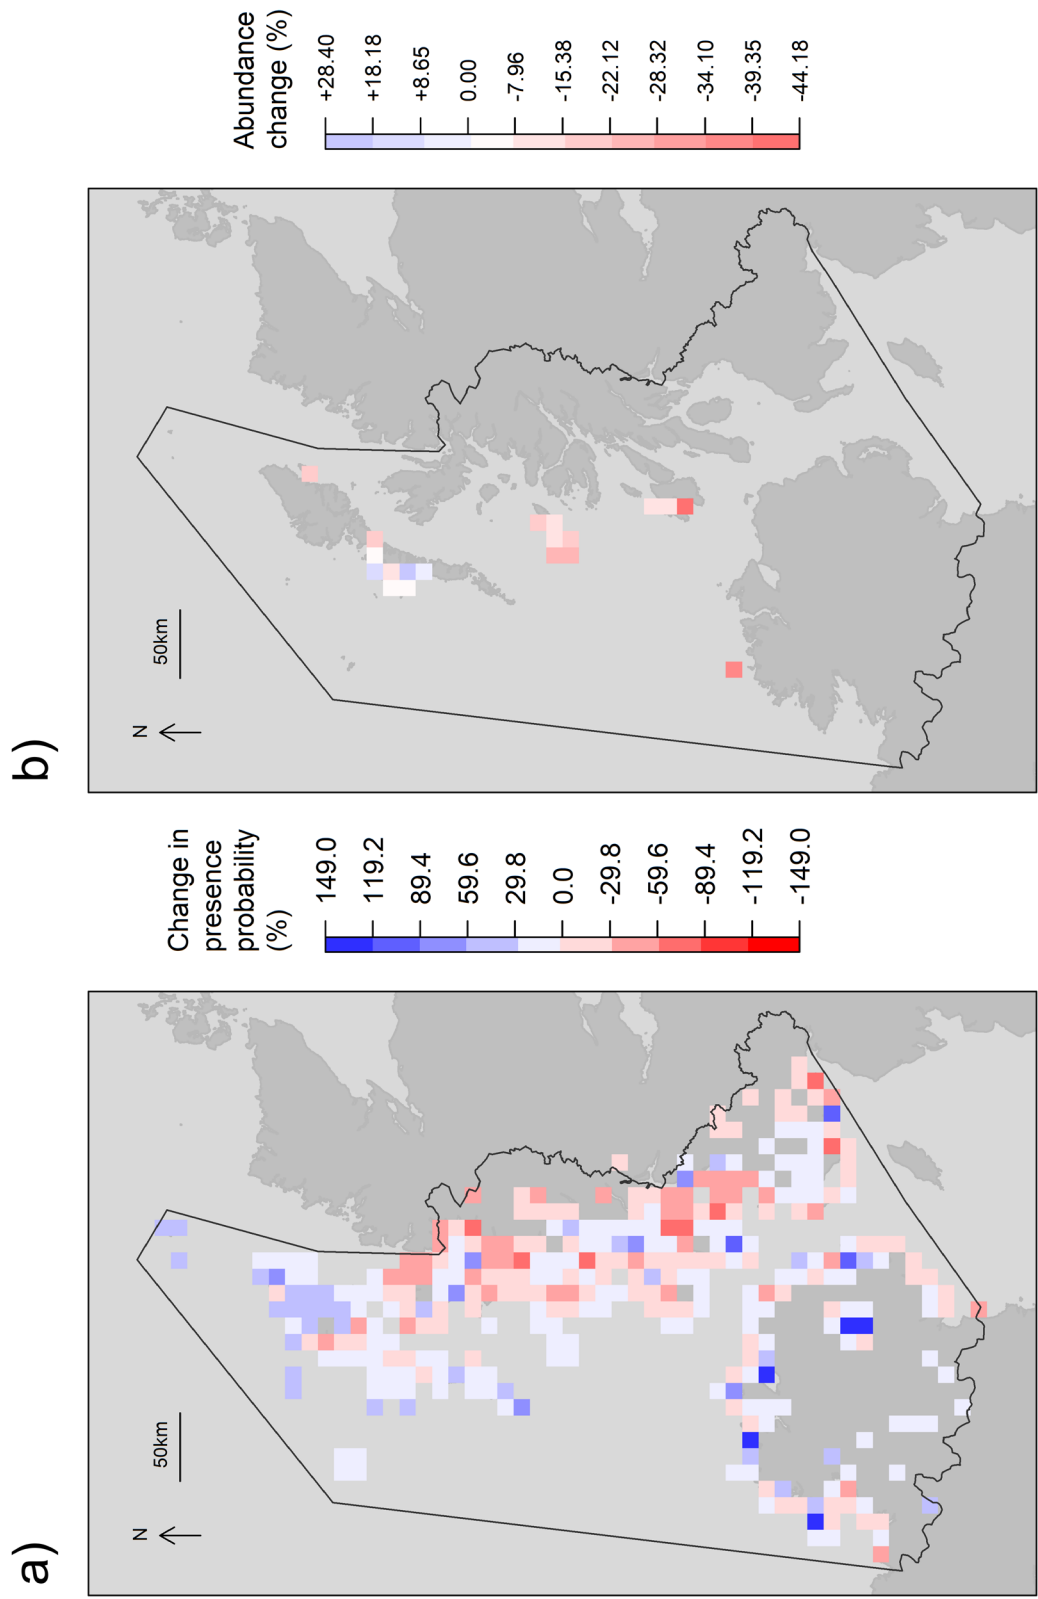 a)
N
50km
Change in
presence
probability
(%)
149.0
119.2
89.4
59.6
29.8
0.0
-29.8
-59.6
-89.4
-119.2
-149.0
b)
N
50km
Abundance
change (%)
+28.40
+18.18
+8.65
0.00
-7.96
-15.38
-22.12
-28.32
-34.10
-39.35
-44.18